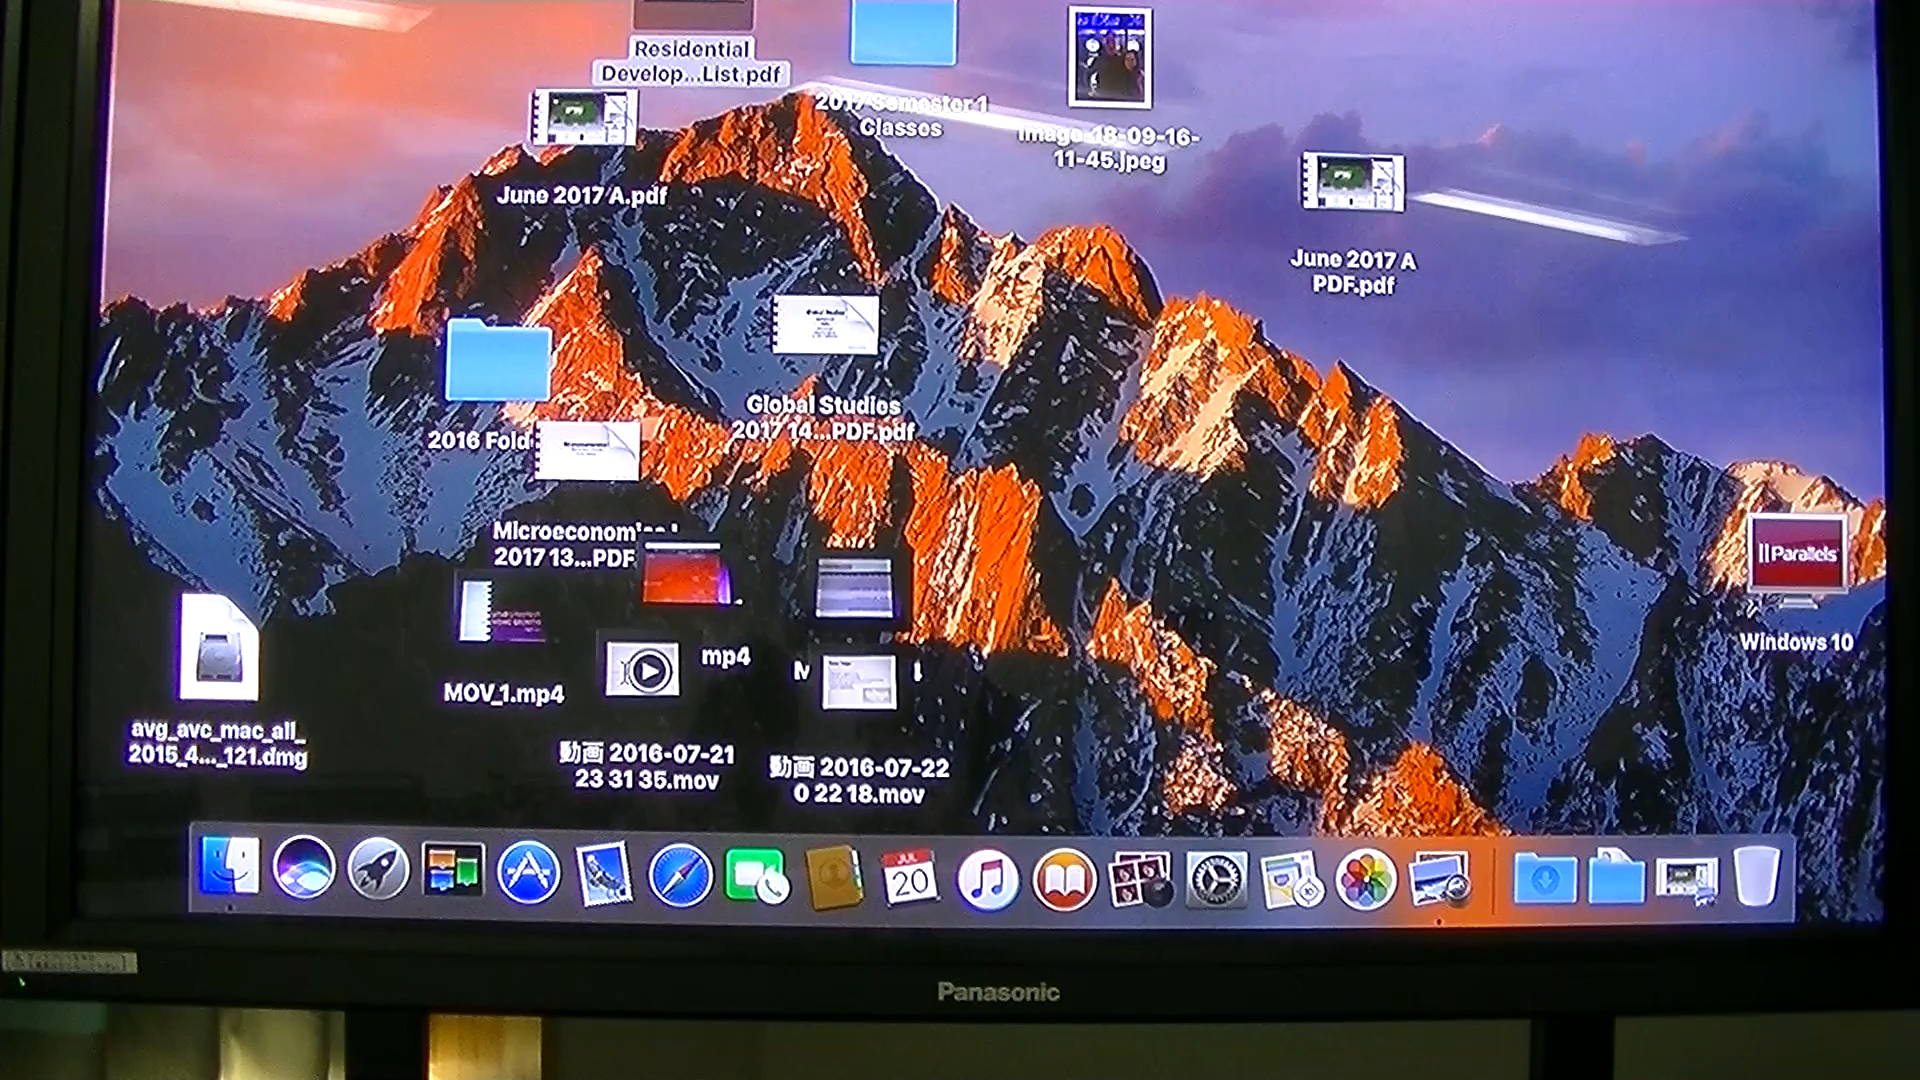 Residential
Develop...List.pdf
2017 Semester 1
Classes
Image-18-09-16-
11-45.jpeg
June 2017 A.pdf
June 2017 A
PDF.pdf
Global Studies
2017 14...PDF.pdf
2016 Fold
Microeconom
2017 13...PDF
||Parallels
Windows 10
mp4
MOV_1.mp4
avg_avc_mac_all_
2015_4..._121.dmg
動画 2016-07-21
23 31 35.mov
動画 2016-07-22
0 22 18.mov
JUL
20
Panasonic